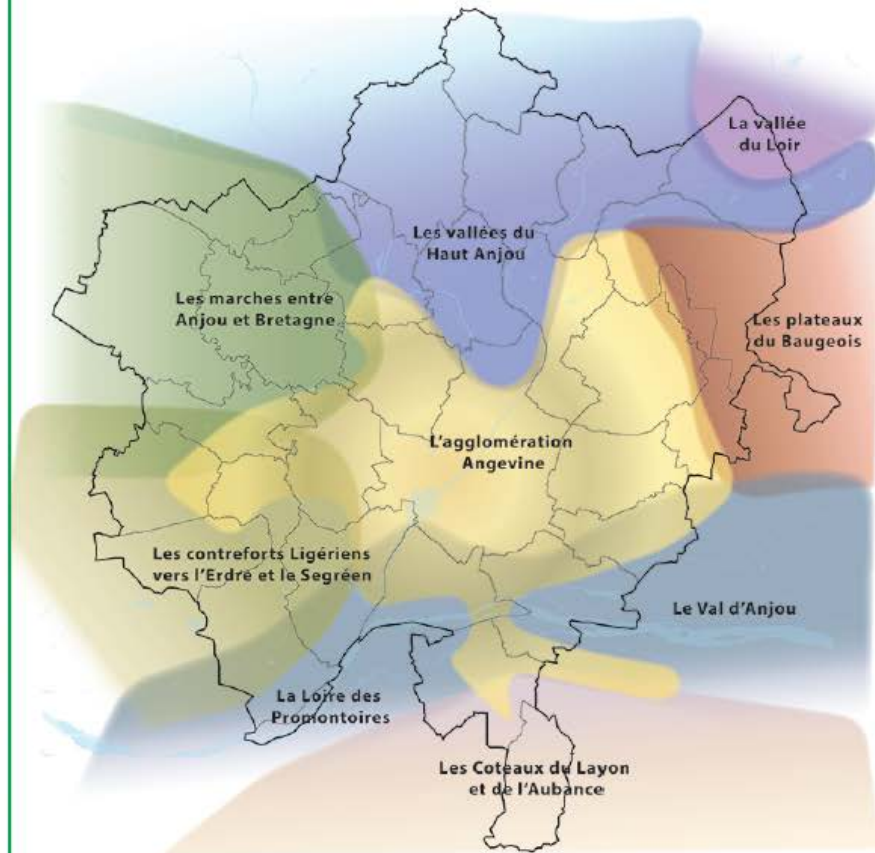 La vallée
du Loir
Les vallées du
Haut Anjou
Les marches entre
Anjou et Bretagne
Les plateaux
du Baugeois
L'agglomération
Angevine
Les contreforts Ligériens
vers l'Erdre et le Segréen
Le Val d'Anjou
La Loire des
Promontoires
Les Coteaux du Layon
et de l'Aubance